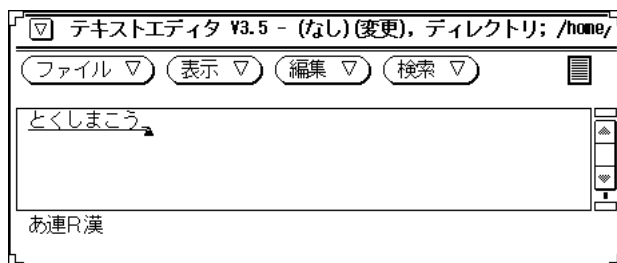 テキストエディタ V3.5 - (なし)(変更), ディレクトリ; /home/
ファイル ▽ 表示 ▽ 編集 ▽ 検索 ▽
とくしまこう
あ連R漢